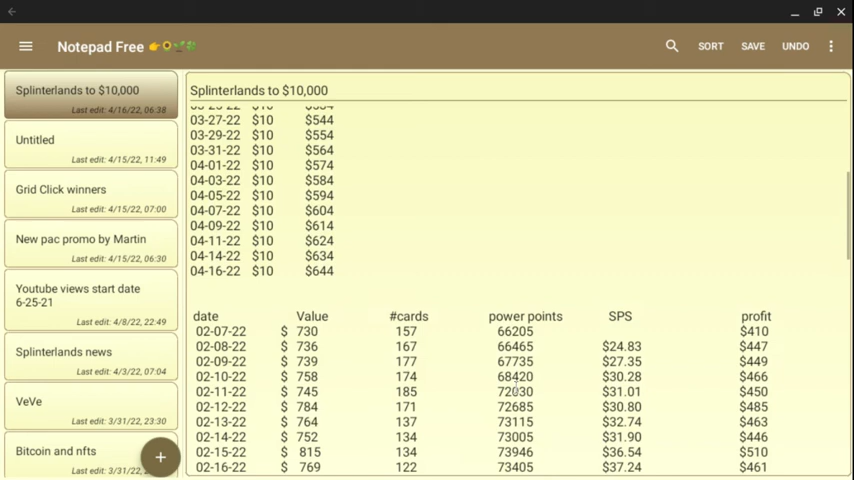 Notepad Free 👉🌻🌱🍀
SORT
SAVE
UNDO
Splinterlands to $10,000
Last edit: 4/16/22, 06:38
Untitled
Last edit: 4/15/22, 11:49
Grid Click winners
Last edit: 4/15/22, 07:00
New pac promo by Martin
Last edit: 4/15/22, 06:30
Youtube views start date
6-25-21
Last edit: 4/8/22, 22:49
Splinterlands news
Last edit: 4/3/22, 07:04
VeVe
Last edit: 3/31/22, 23:30
Bitcoin and nfts
Last edit: 3/31/22,
+
Splinterlands to $10,000
03-27-22 $10 $544
03-29-22 $10 $554
03-31-22 $10 $564
04-01-22 $10 $574
04-03-22 $10 $584
04-05-22 $10 $594
04-07-22 $10 $604
04-09-22 $10 $614
04-11-22 $10 $624
04-14-22 $10 $634
04-16-22 $10 $644
date Value #cards power points SPS profit
02-07-22 $ 730 157 66205 $410
02-08-22 $ 736 167 66465 $24.83 $447
02-09-22 $ 739 177 67735 $27.35 $449
02-10-22 $ 758 174 68420 $30.28 $466
02-11-22 $ 745 185 72030 $31.01 $450
02-12-22 $ 784 171 72685 $30.80 $485
02-13-22 $ 764 137 73115 $32.74 $463
02-14-22 $ 752 134 73005 $31.90 $446
02-15-22 $ 815 134 73946 $36.54 $510
02-16-22 $ 769 122 73405 $37.24 $461